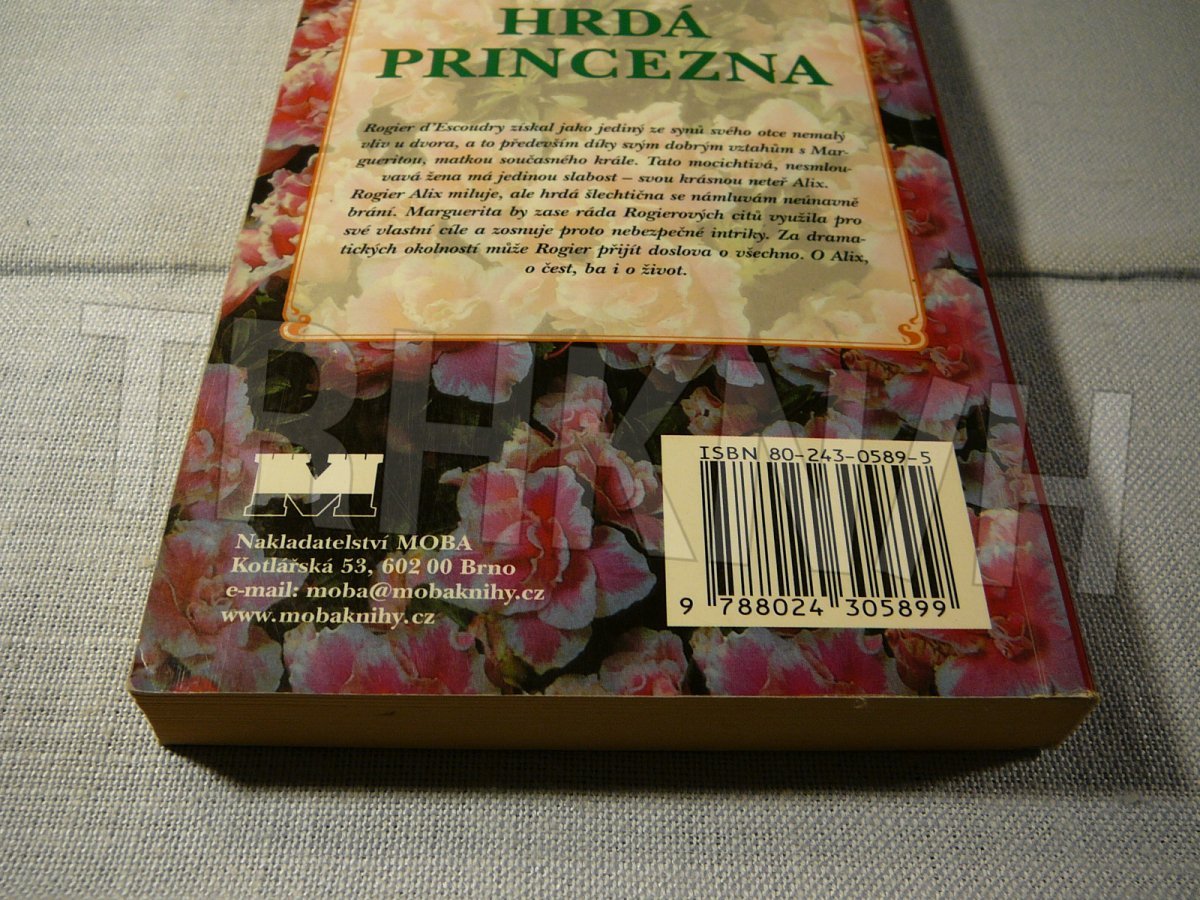 HRDÁ
PRINCEZNA
Rogier d'Escoudry získal jako jediný ze synů svého otce nemalý
vliv u dvora, a to především díky svým dobrým vztahům s Mar-
gueritou, matkou současného krále. Tato mocichtivá, nesmlou-
vavá žena má jedinou slabost – svou krásnou neteř Alix.
Rogier Alix miluje, ale hrdá šlechtična se námluvám neúnavně
brání. Marguerita by zase ráda Rogierových citů využila pro
své vlastní cíle a zosnuje proto nebezpečné intriky. Za drama-
tických okolností může Rogier přijít doslova o všechno. O Alix,
o čest, ba i o život.
TRHKNIH
M
Nakladatelství MOBA
Kotlářská 53, 602 00 Brno
e-mail: moba@mobaknihy.cz
www.mobaknihy.cz
ISBN 80-243-0589-5
9 788024 305899